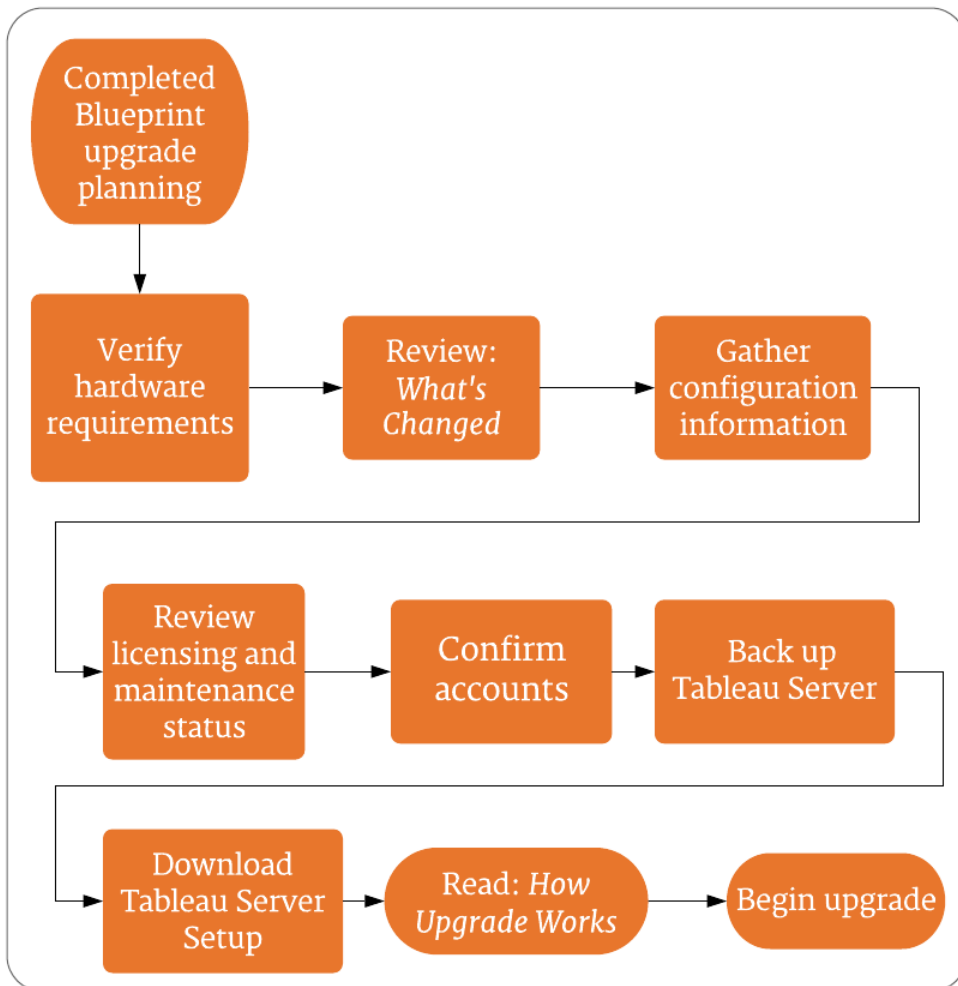 Completed
Blueprint
upgrade
planning
Verify
hardware
requirements
Review:
What's
Changed
Gather
configuration
information
Review
licensing and
maintenance
status
Confirm
accounts
Back up
Tableau Server
Download
Tableau Server
Setup
Read: How
Upgrade Works
Begin upgrade